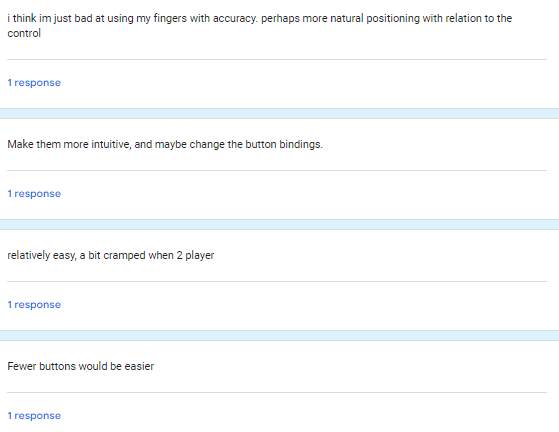 i think im just bad at using my fingers with accuracy. perhaps more natural positioning with relation to the
control
1 response
Make them more intuitive, and maybe change the button bindings.
1 response
relatively easy, a bit cramped when 2 player
1 response
Fewer buttons would be easier
1 response